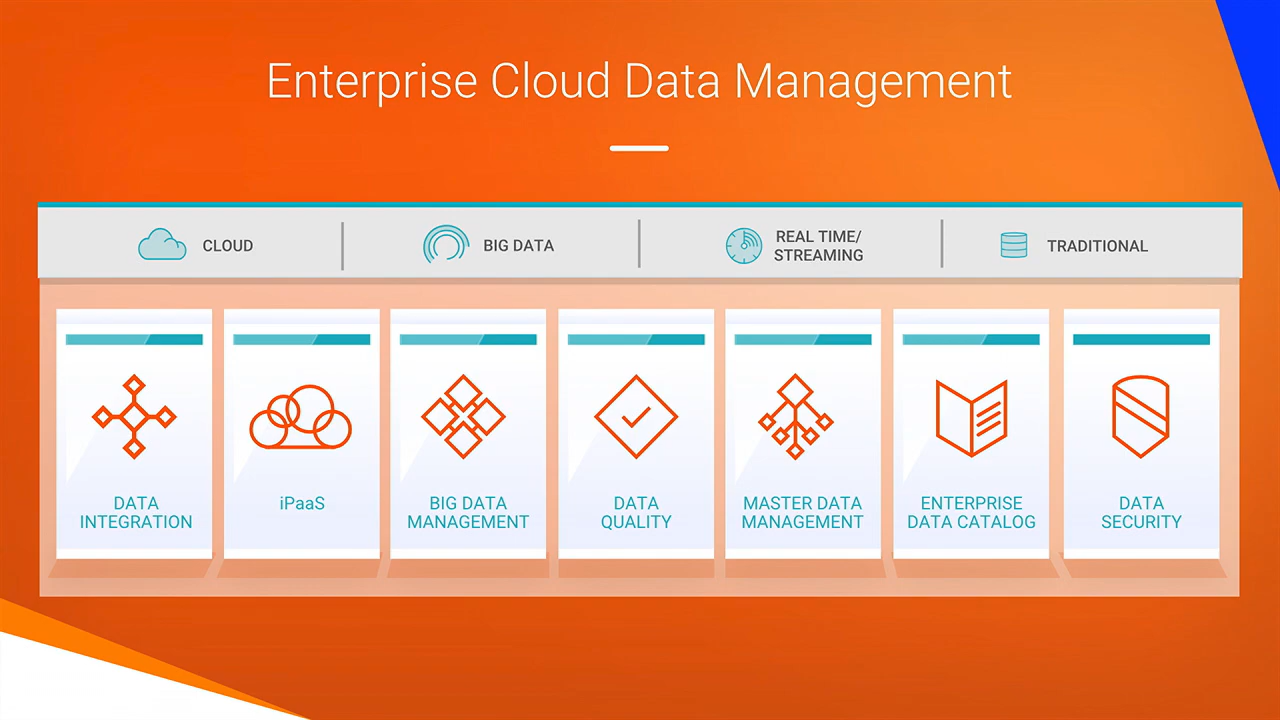 Enterprise Cloud Data Management
CLOUD
BIG DATA
REAL TIME/
STREAMING
TRADITIONAL
DATA
INTEGRATION
iPaaS
BIG DATA
MANAGEMENT
DATA
QUALITY
MASTER DATA
MANAGEMENT
ENTERPRISE
DATA CATALOG
DATA
SECURITY